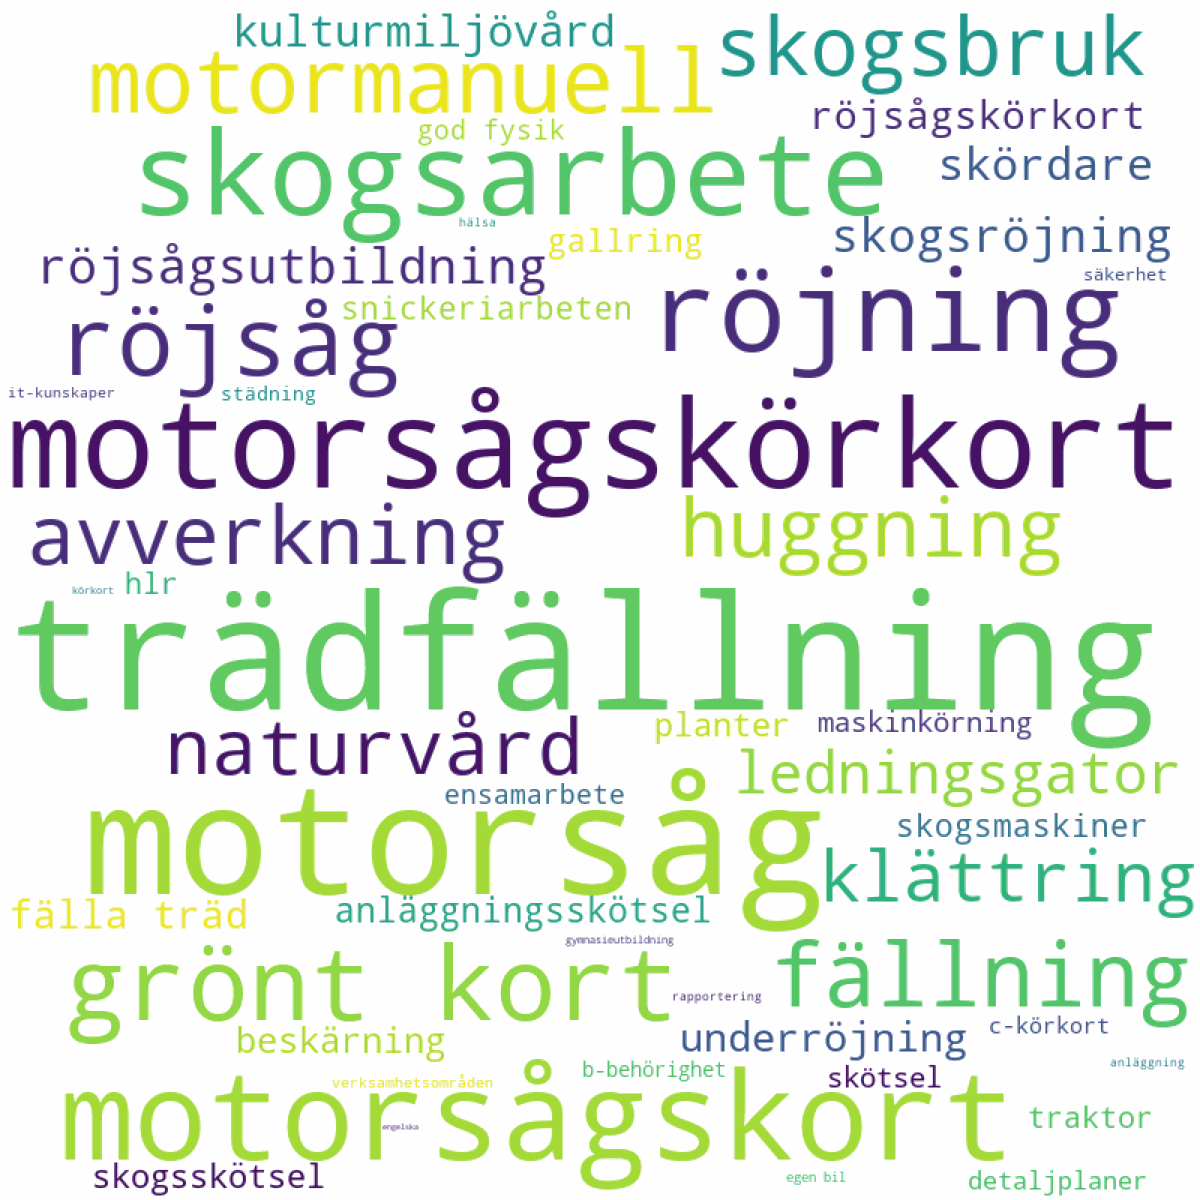 kulturmiljövård
skogsbruk
motormanuell
röjsågskörkort
god fysik
skogsarbete
skördare
hälsa
gallring
skogsröjning
röjsågsutbildning
säkerhet
snickeriarbeten
röjning
röjsåg
it-kunskaper
städning
motorsågskörkort
avverkning
huggning
körkort
hlr
trädfällning
naturvård
planter
maskinkörning
ledningsgator
ensamarbete
motorsåg
skogsmaskiner
klättring
fälla träd
anläggningsskötsel
gymnasieutbildning
grönt kort
fällning
rapportering
beskärning
underröjning
c-körkort
anläggning
b-behörighet
verksamhetsområden
skötsel
motorsågskort
engelska
traktor
skogsskötsel
egen bil
detaljplaner